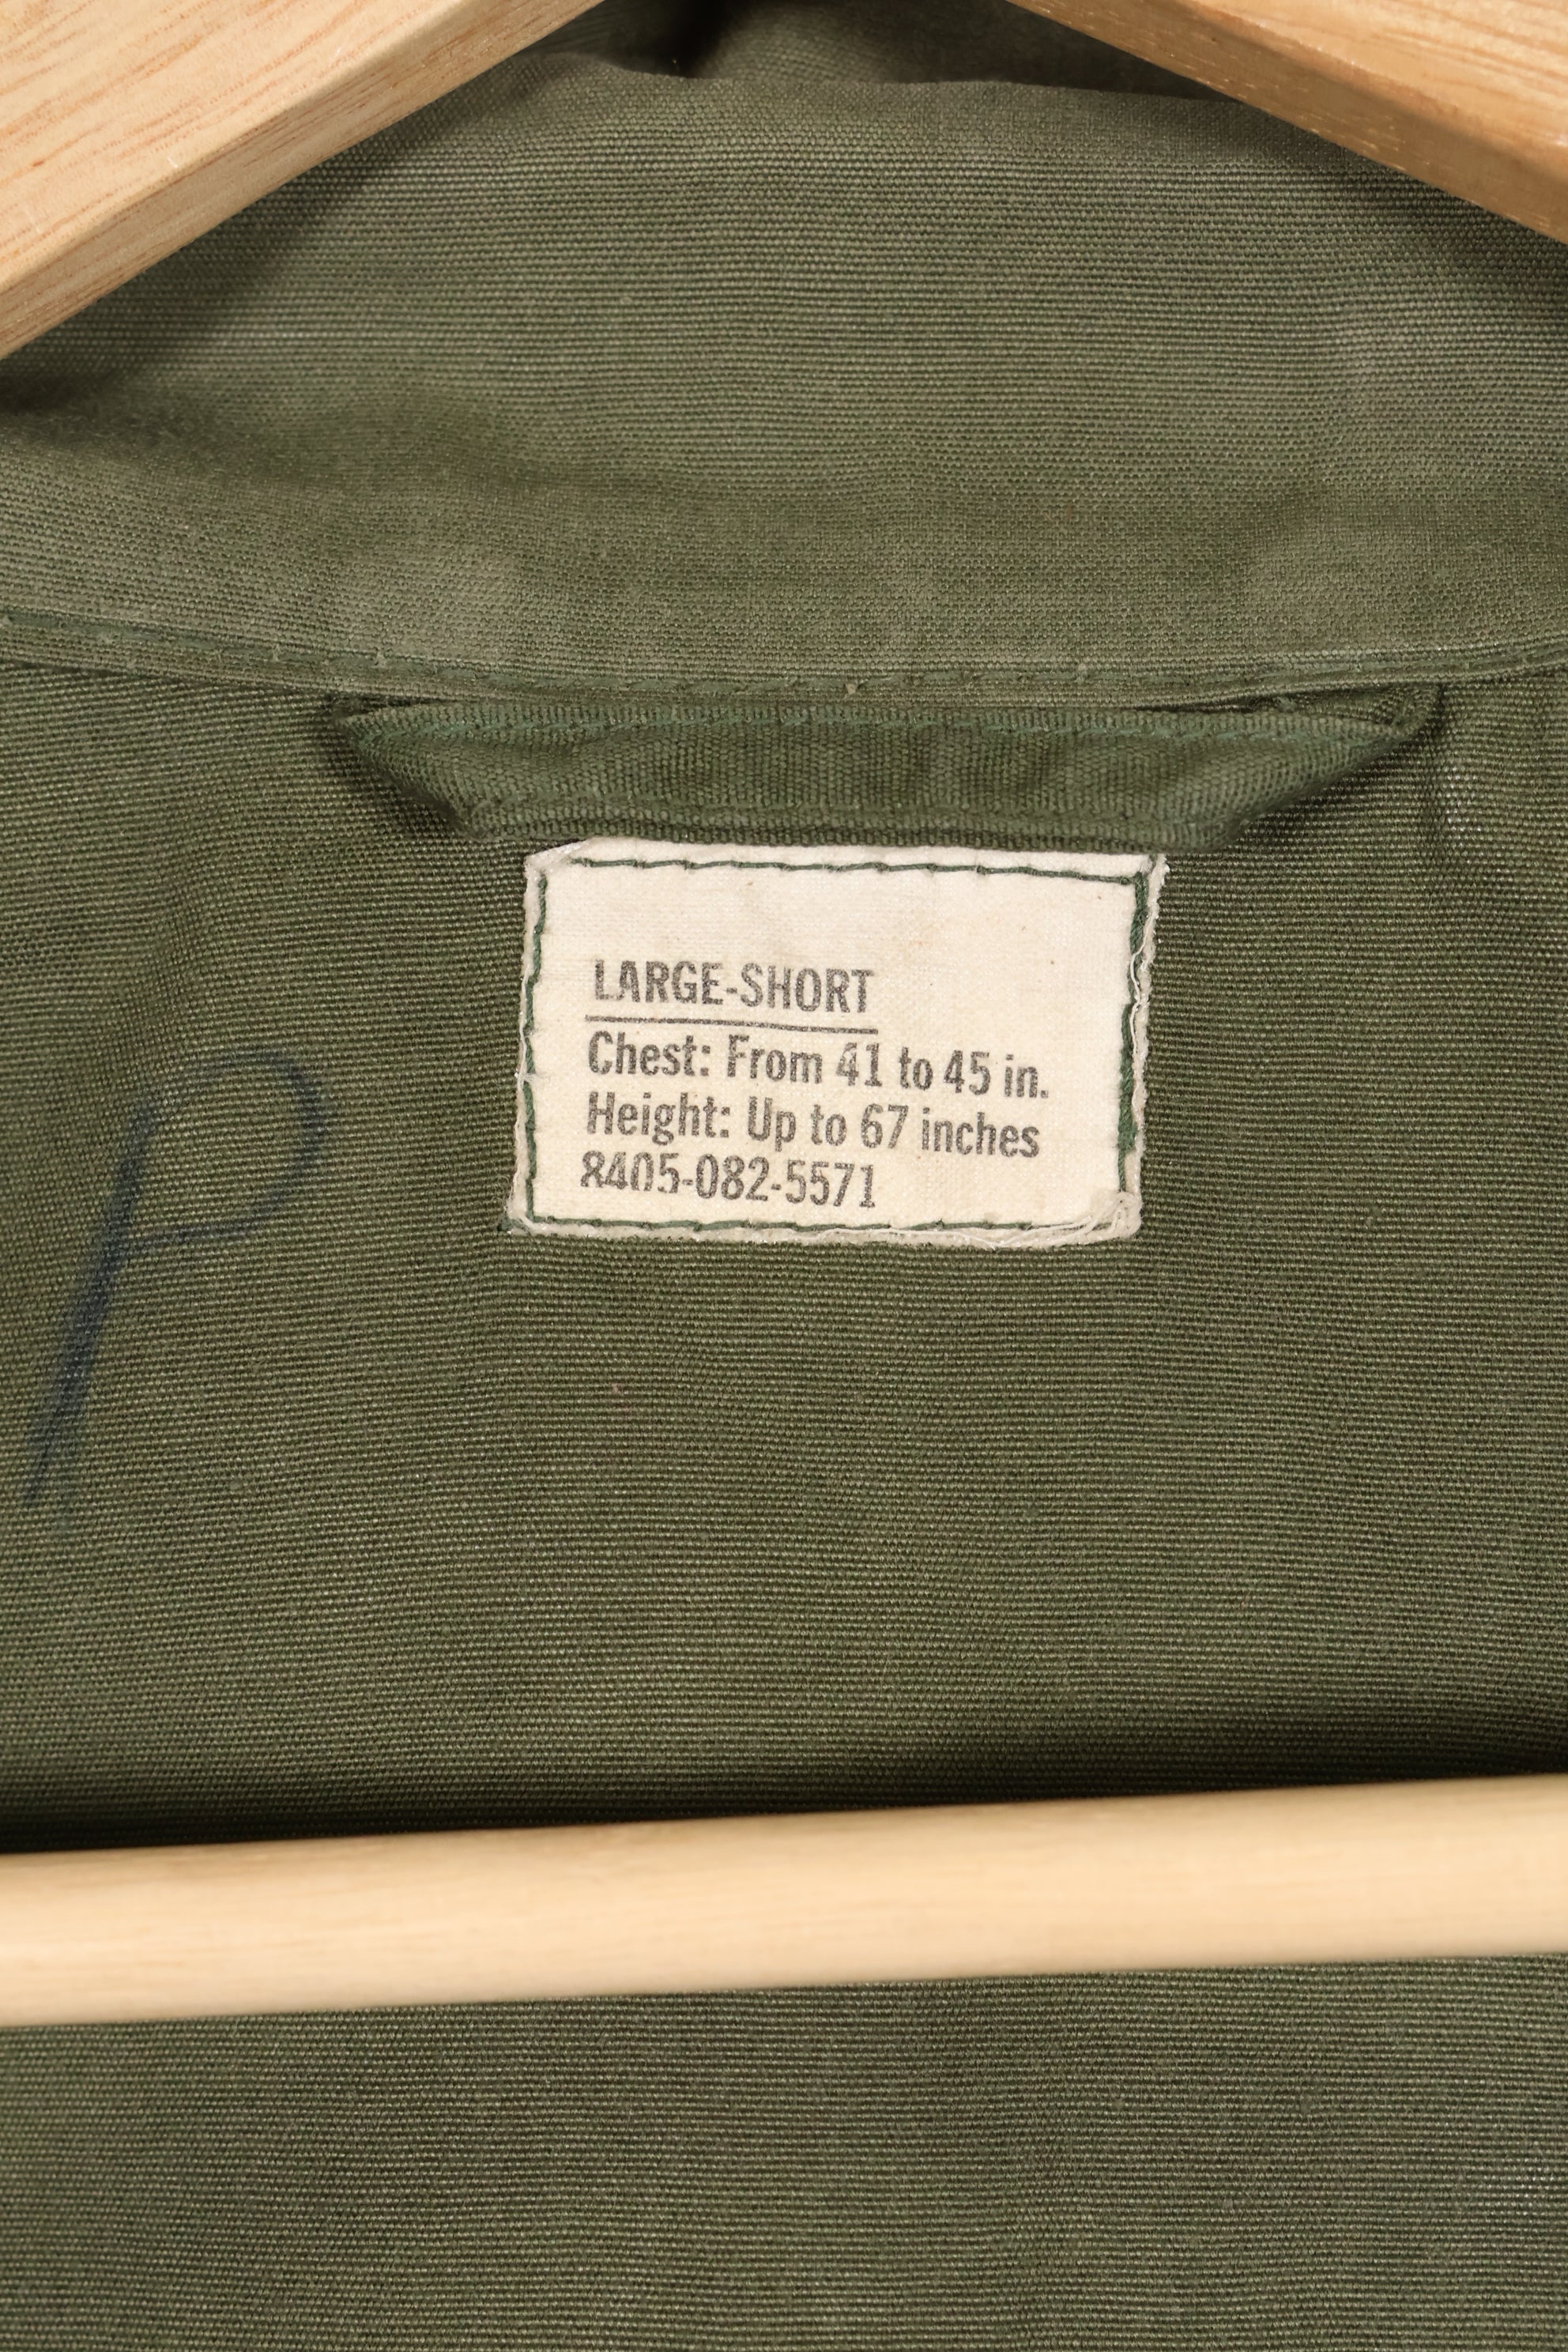 LARGE-SHORT
Chest: From 41 to 45 in.
Height: Up to 67 inches
8405-082-5571
P